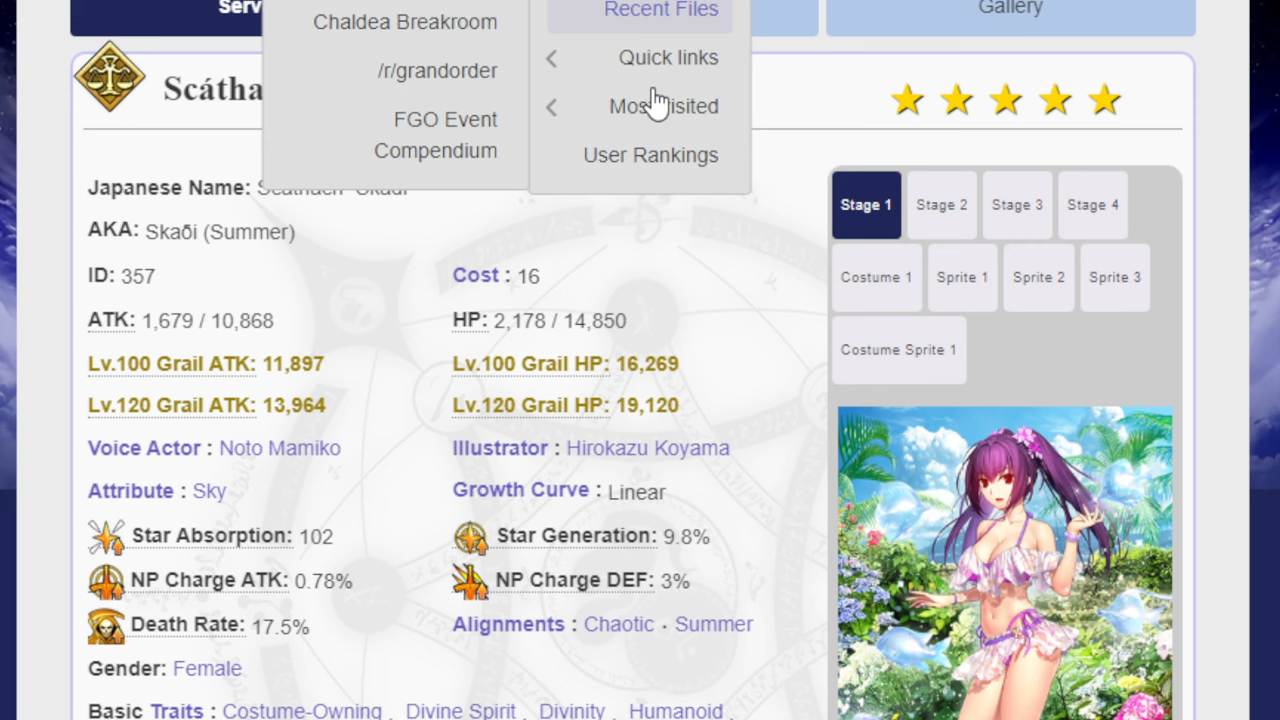 Serv
Chaldea Breakroom
Recent Files
Gallery
/r/grandorder
Quick links
FGO Event
Compendium
Most Visited
User Rankings
Scátha
Japanese Name: Scáthach=Skaði
AKA: Skaði (Summer)
ID: 357
Cost : 16
ATK: 1,679 / 10,868
HP: 2,178 / 14,850
Lv.100 Grail ATK: 11,897
Lv.100 Grail HP: 16,269
Lv.120 Grail ATK: 13,964
Lv.120 Grail HP: 19,120
Voice Actor : Noto Mamiko
Illustrator : Hirokazu Koyama
Attribute : Sky
Growth Curve : Linear
Star Absorption: 102
Star Generation: 9.8%
NP Charge ATK: 0.78%
NP Charge DEF: 3%
Death Rate: 17.5%
Alignments : Chaotic · Summer
Gender: Female
Basic Traits : Costume-Owning , Divine Spirit , Divinity , Humanoid ,
Stage 1
Stage 2
Stage 3
Stage 4
Costume 1
Sprite 1
Sprite 2
Sprite 3
Costume Sprite 1